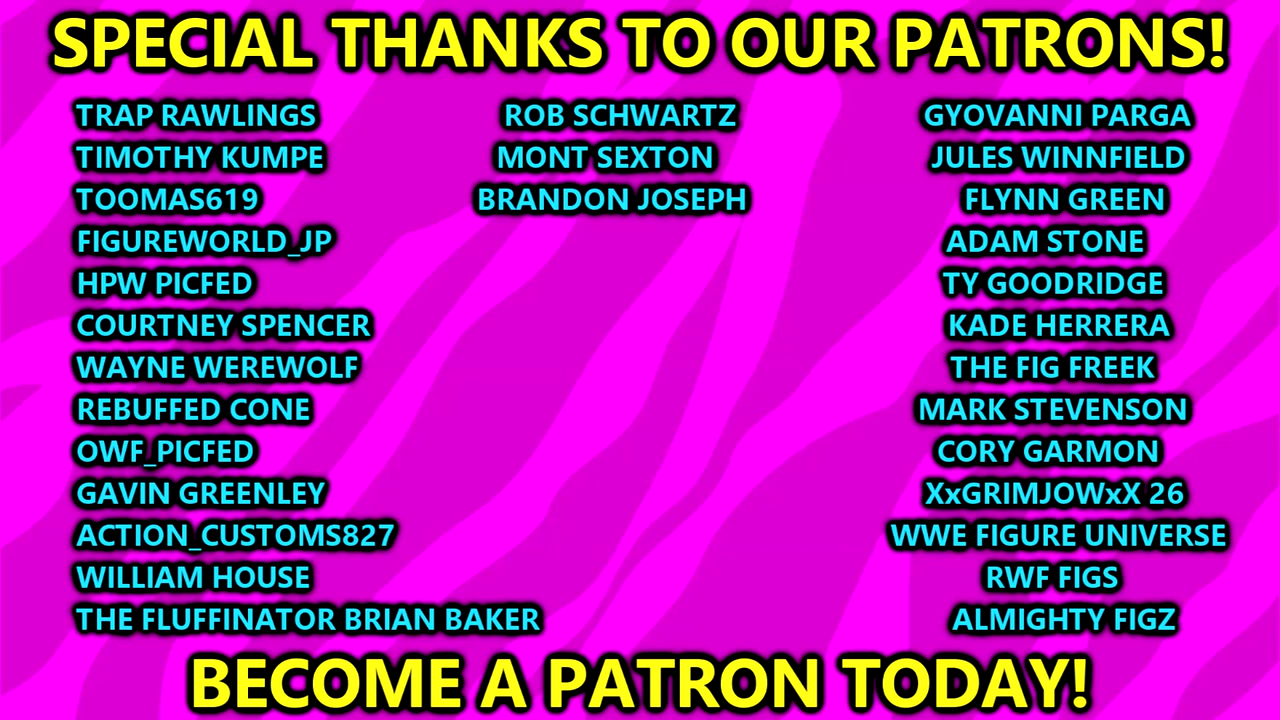 SPECIAL THANKS TO OUR PATRONS!
TRAP RAWLINGS
TIMOTHY KUMPE
TOOMAS619
FIGUREWORLD_JP
HPW PICFED
COURTNEY SPENCER
WAYNE WEREWOLF
REBUFFED CONE
OWF_PICFED
GAVIN GREENLEY
ACTION_CUSTOMS827
WILLIAM HOUSE
THE FLUFFINATOR BRIAN BAKER
ROB SCHWARTZ
MONT SEXTON
BRANDON JOSEPH
GYOVANNI PARGA
JULES WINNFIELD
FLYNN GREEN
ADAM STONE
TY GOODRIDGE
KADE HERRERA
THE FIG FREEK
MARK STEVENSON
CORY GARMON
XxGRIMJOWxX 26
WWE FIGURE UNIVERSE
RWF FIGS
ALMIGHTY FIGZ
BECOME A PATRON TODAY!